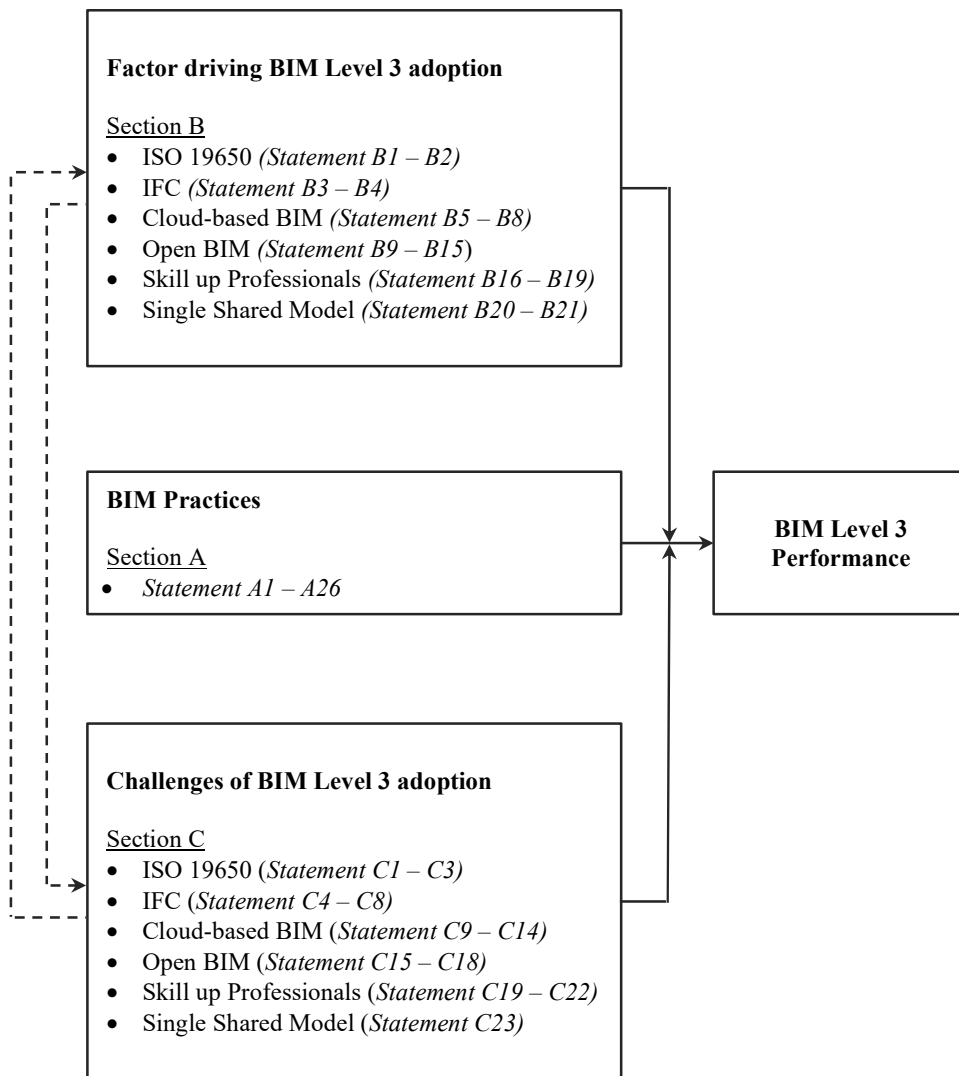 Factor driving BIM Level 3 adoption
Section B
• ISO 19650 (Statement B1 – B2)
• IFC (Statement B3 – B4)
• Cloud-based BIM (Statement B5 – B8)
• Open BIM (Statement B9 – B15)
• Skill up Professionals (Statement B16 – B19)
• Single Shared Model (Statement B20 – B21)
BIM Practices
Section A
• Statement A1 – A26
BIM Level 3
Performance
Challenges of BIM Level 3 adoption
Section C
• ISO 19650 (Statement C1 – C3)
• IFC (Statement C4 – C8)
• Cloud-based BIM (Statement C9 – C14)
• Open BIM (Statement C15 – C18)
• Skill up Professionals (Statement C19 – C22)
• Single Shared Model (Statement C23)